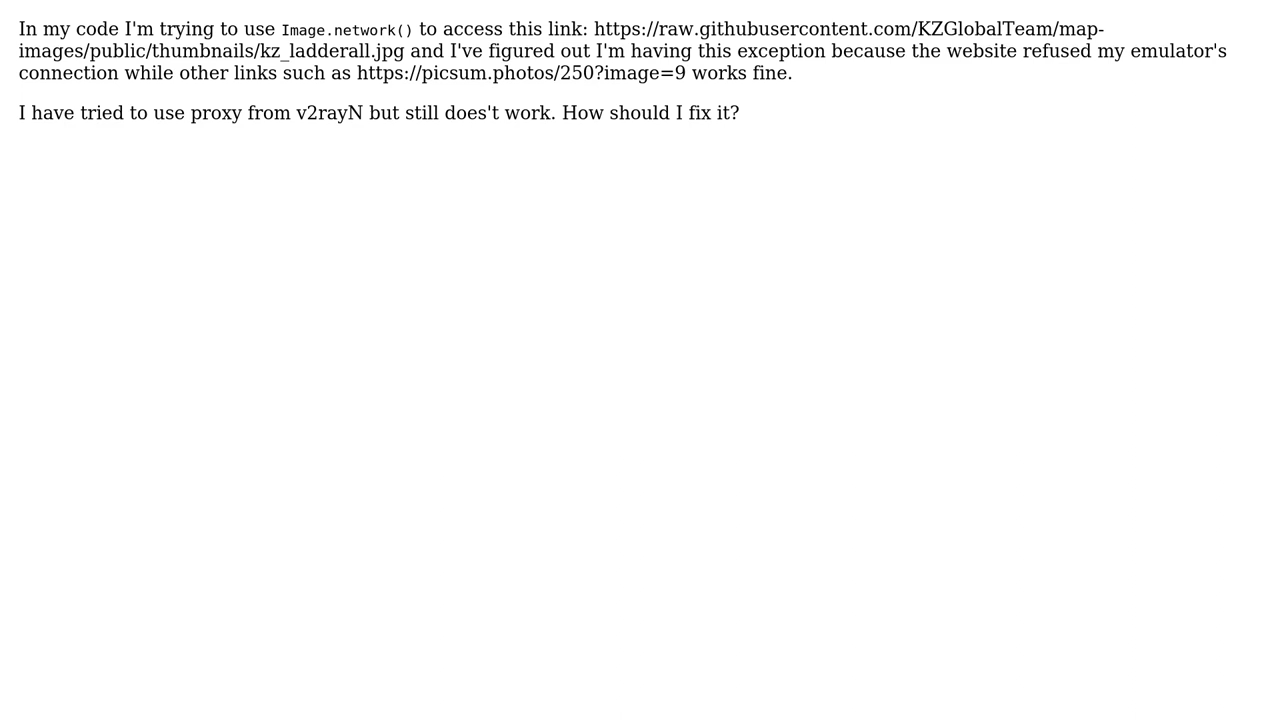 In my code I'm trying to use Image.network() to access this link: https://raw.githubusercontent.com/KZGlobalTeam/map-
images/public/thumbnails/kz_ladderall.jpg and I've figured out I'm having this exception because the website refused my emulator's
connection while other links such as https://picsum.photos/250?image=9 works fine.
I have tried to use proxy from v2rayN but still does't work. How should I fix it?